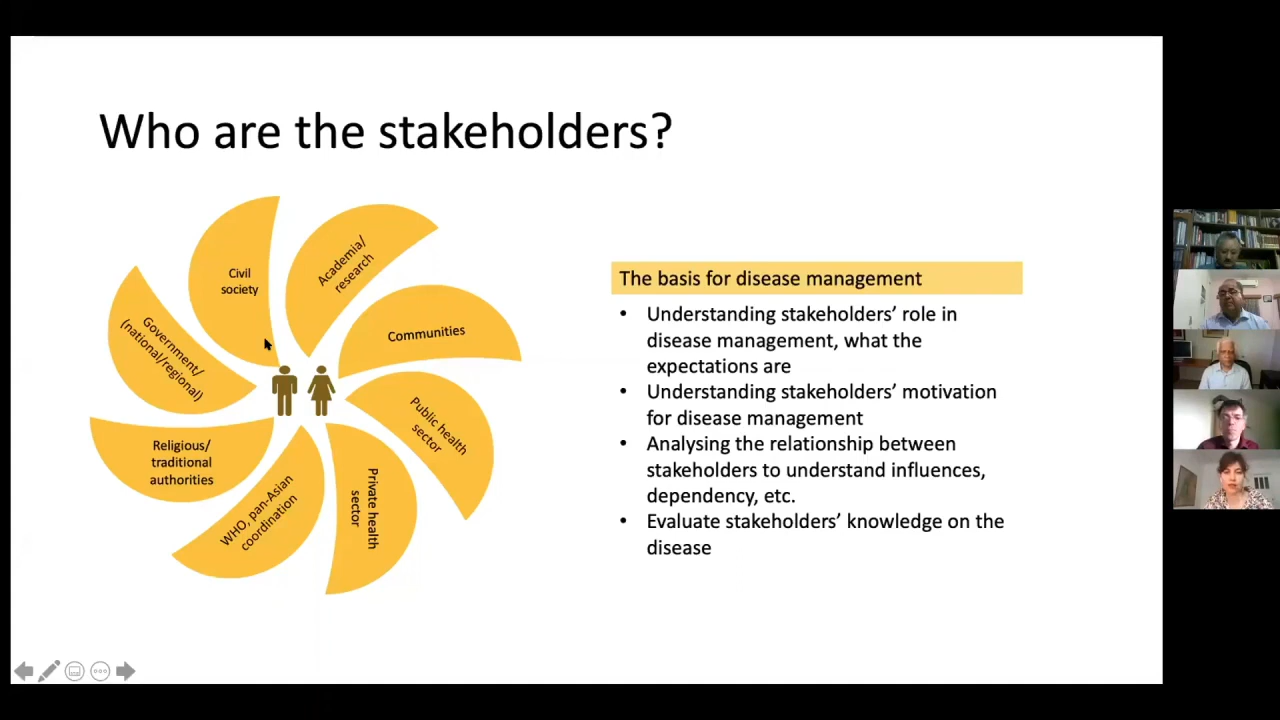 Who are the stakeholders?
Civil
society
Academia/
research
Communities
Public health
sector
Private health
sector
WHO, pan-Asian
coordination
Religious/
traditional
authorities
Government/
(national/regional)
The basis for disease management
• Understanding stakeholders’ role in
disease management, what the
expectations are
• Understanding stakeholders’ motivation
for disease management
• Analysing the relationship between
stakeholders to understand influences,
dependency, etc.
• Evaluate stakeholders’ knowledge on the
disease